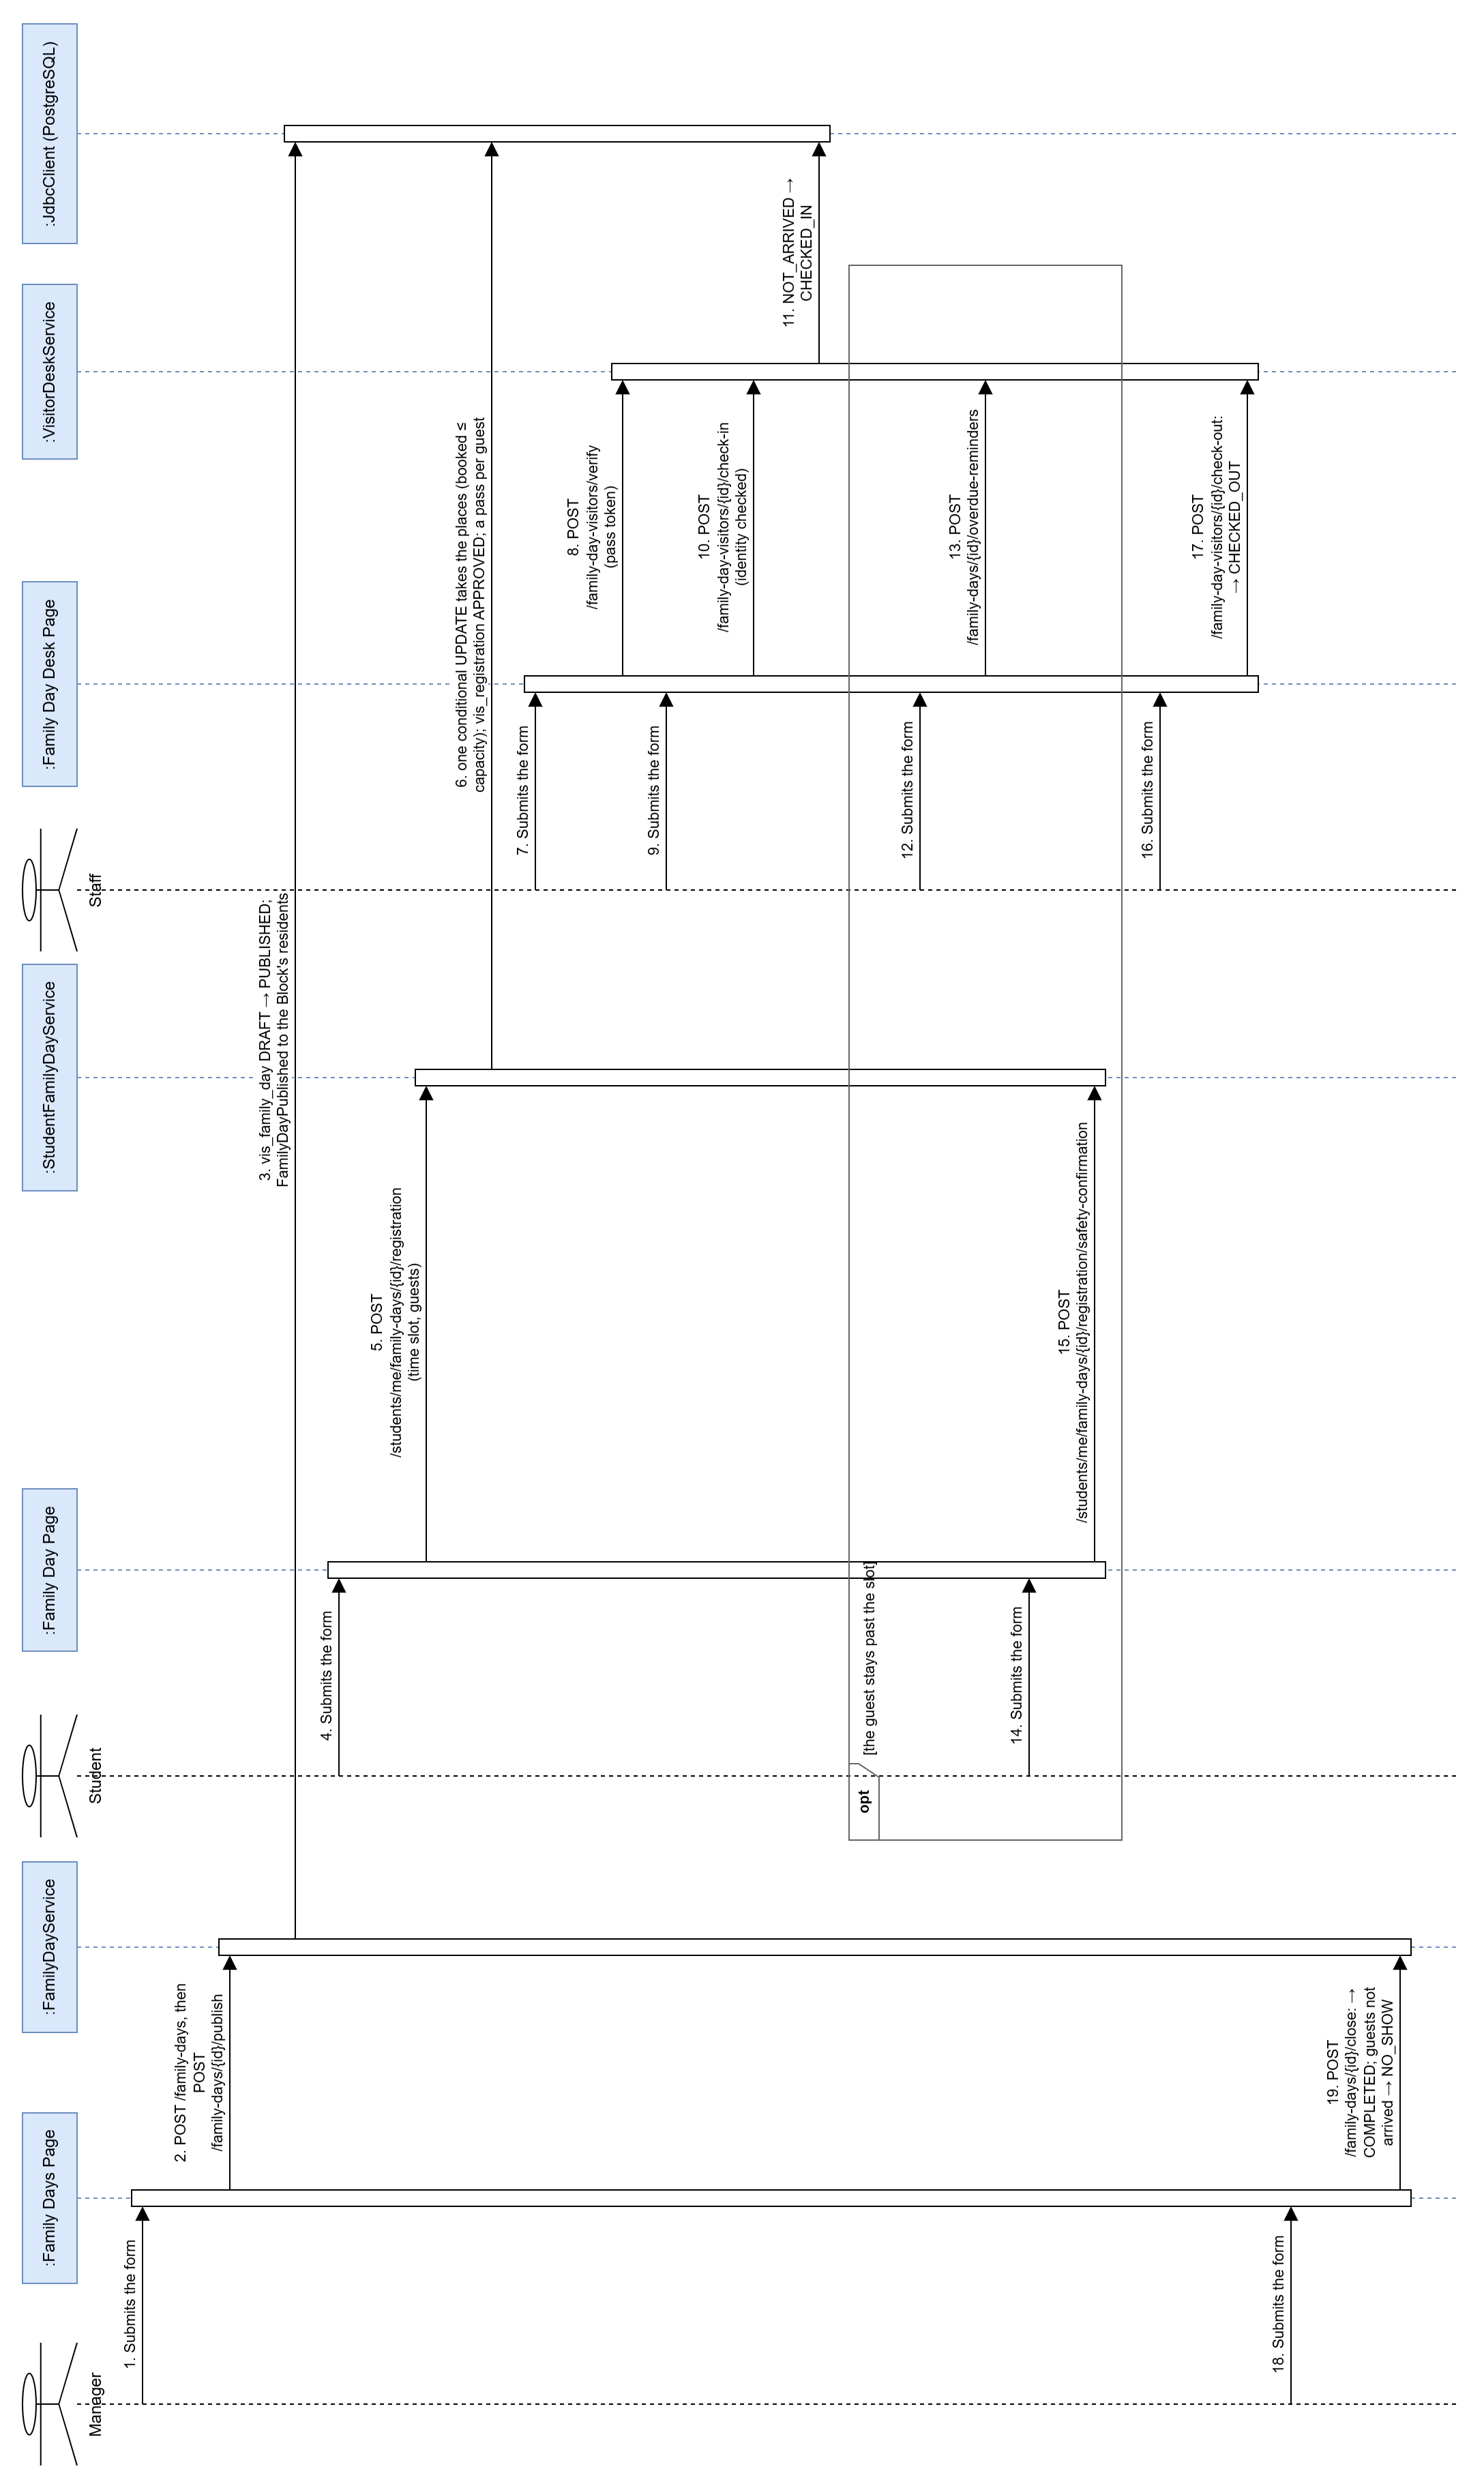 Manager
:Family Days Page
:FamilyDayService
Student
:Family Day Page
:StudentFamilyDayService
Staff
:Family Day Desk Page
:VisitorDeskService
:JdbcClient (PostgreSQL)
1. Submits the form
2. POST /family-days, then
POST
/family-days/{id}/publish
3. vis_family_day DRAFT → PUBLISHED;
FamilyDayPublished to the Block's residents
4. Submits the form
5. POST
/students/me/family-days/{id}/registration
(time slot, guests)
6. one conditional UPDATE takes the places (booked ≤
capacity); vis_registration APPROVED; a pass per guest
7. Submits the form
8. POST
/family-day-visitors/verify
(pass token)
9. Submits the form
10. POST
/family-day-visitors/{id}/check-in
(identity checked)
11. NOT_ARRIVED →
CHECKED_IN
opt
[the guest stays past the slot]
12. Submits the form
13. POST
/family-days/{id}/overdue-reminders
14. Submits the form
15. POST
/students/me/family-days/{id}/registration/safety-confirmation
16. Submits the form
17. POST
/family-day-visitors/{id}/check-out:
→ CHECKED_OUT
18. Submits the form
19. POST
/family-days/{id}/close: →
COMPLETED; guests not
arrived → NO_SHOW